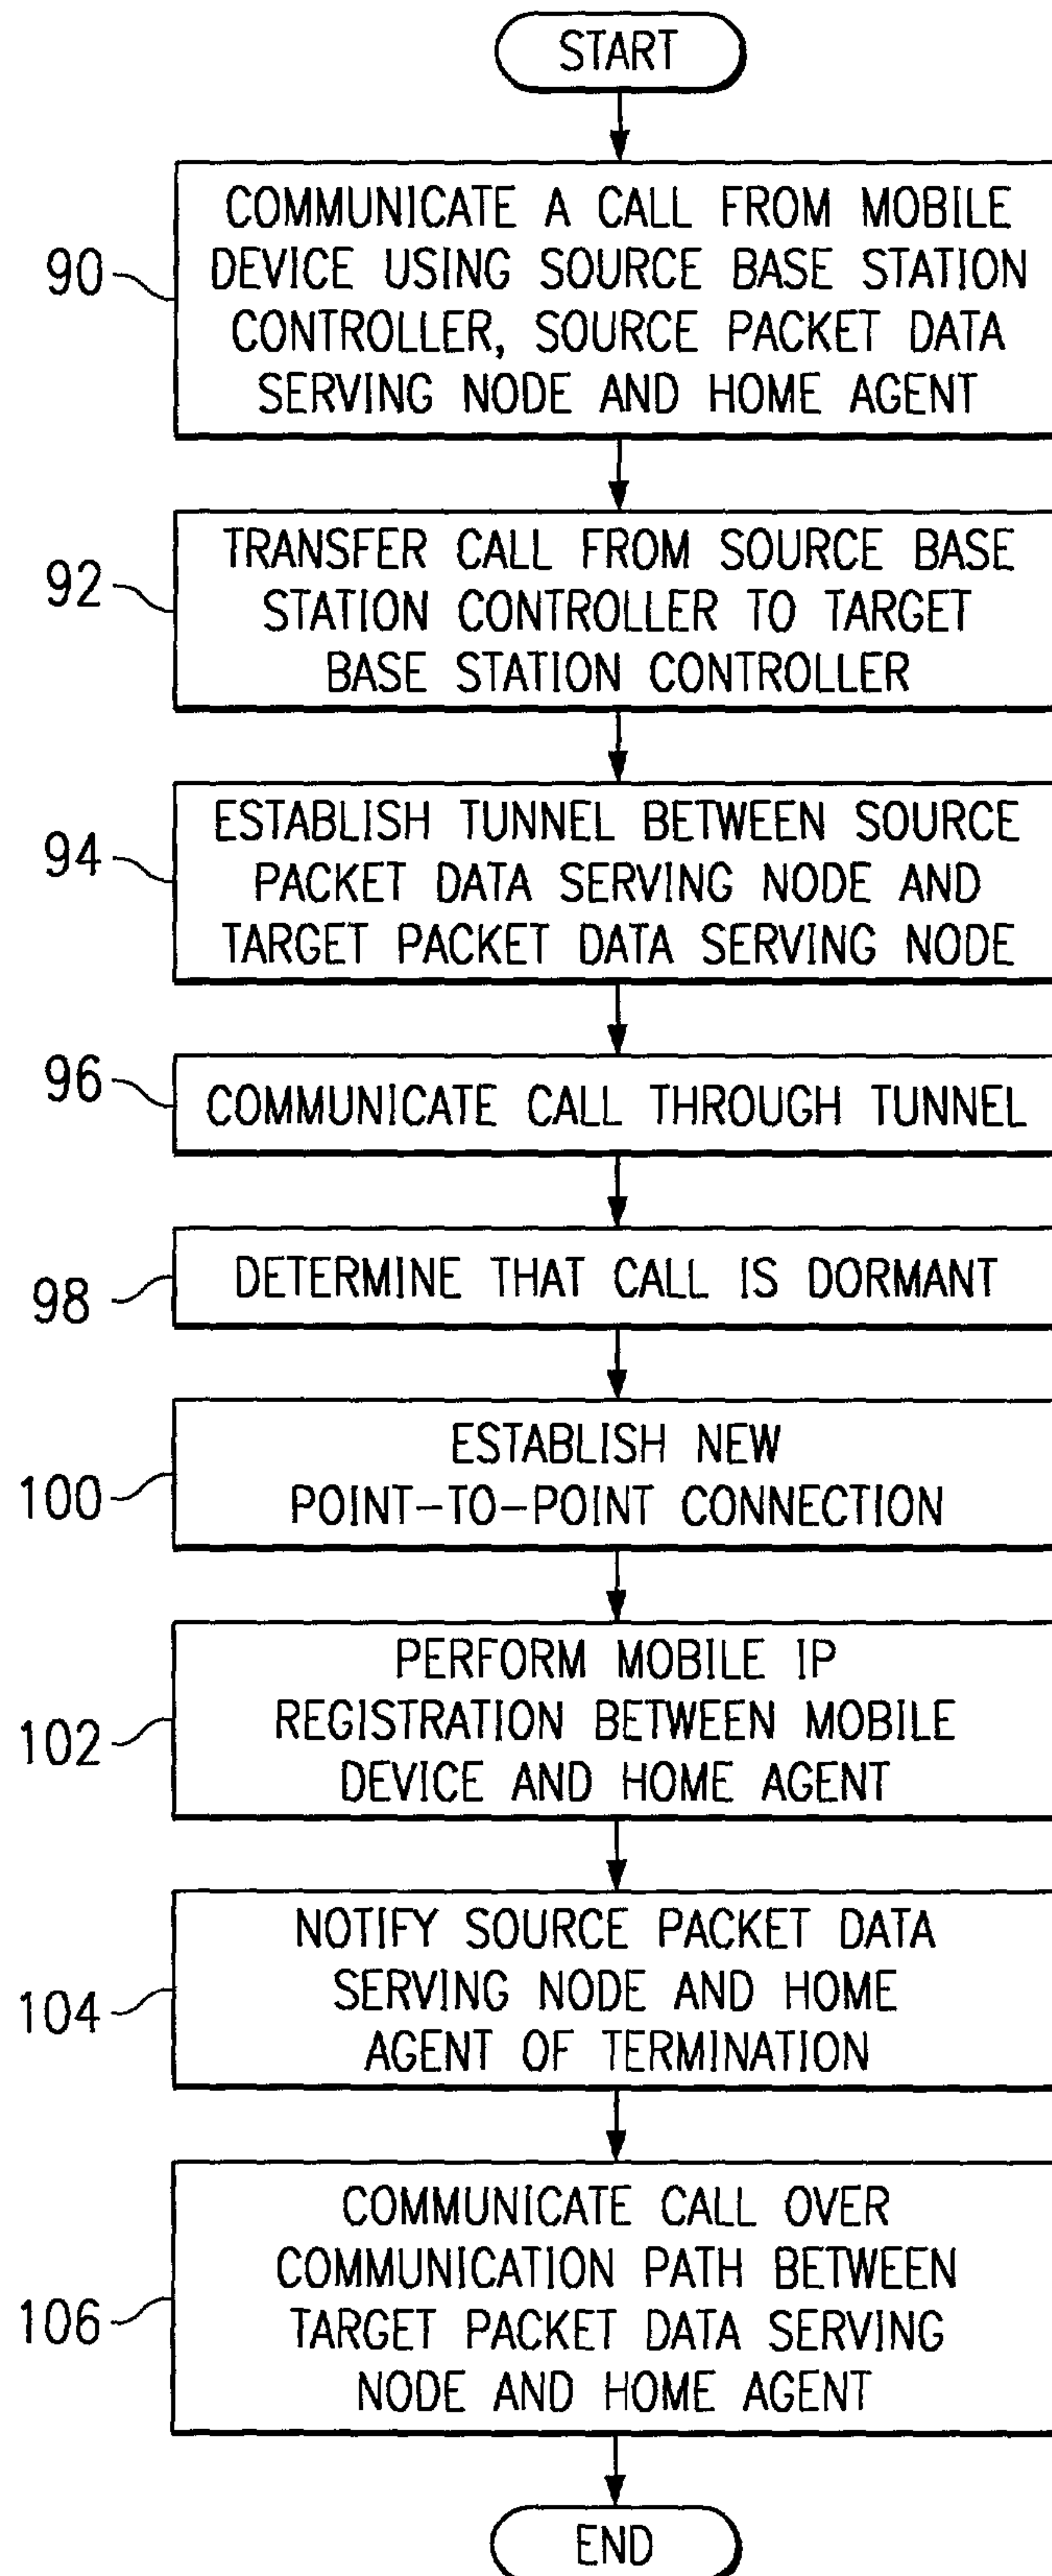 START
90
COMMUNICATE A CALL FROM MOBILE
DEVICE USING SOURCE BASE STATION
CONTROLLER, SOURCE PACKET DATA
SERVING NODE AND HOME AGENT
92
TRANSFER CALL FROM SOURCE BASE
STATION CONTROLLER TO TARGET
BASE STATION CONTROLLER
94
ESTABLISH TUNNEL BETWEEN SOURCE
PACKET DATA SERVING NODE AND
TARGET PACKET DATA SERVING NODE
96
COMMUNICATE CALL THROUGH TUNNEL
98
DETERMINE THAT CALL IS DORMANT
100
ESTABLISH NEW
POINT-TO-POINT CONNECTION
102
PERFORM MOBILE IP
REGISTRATION BETWEEN MOBILE
DEVICE AND HOME AGENT
104
NOTIFY SOURCE PACKET DATA
SERVING NODE AND HOME
AGENT OF TERMINATION
106
COMMUNICATE CALL OVER
COMMUNICATION PATH BETWEEN
TARGET PACKET DATA SERVING
NODE AND HOME AGENT
END